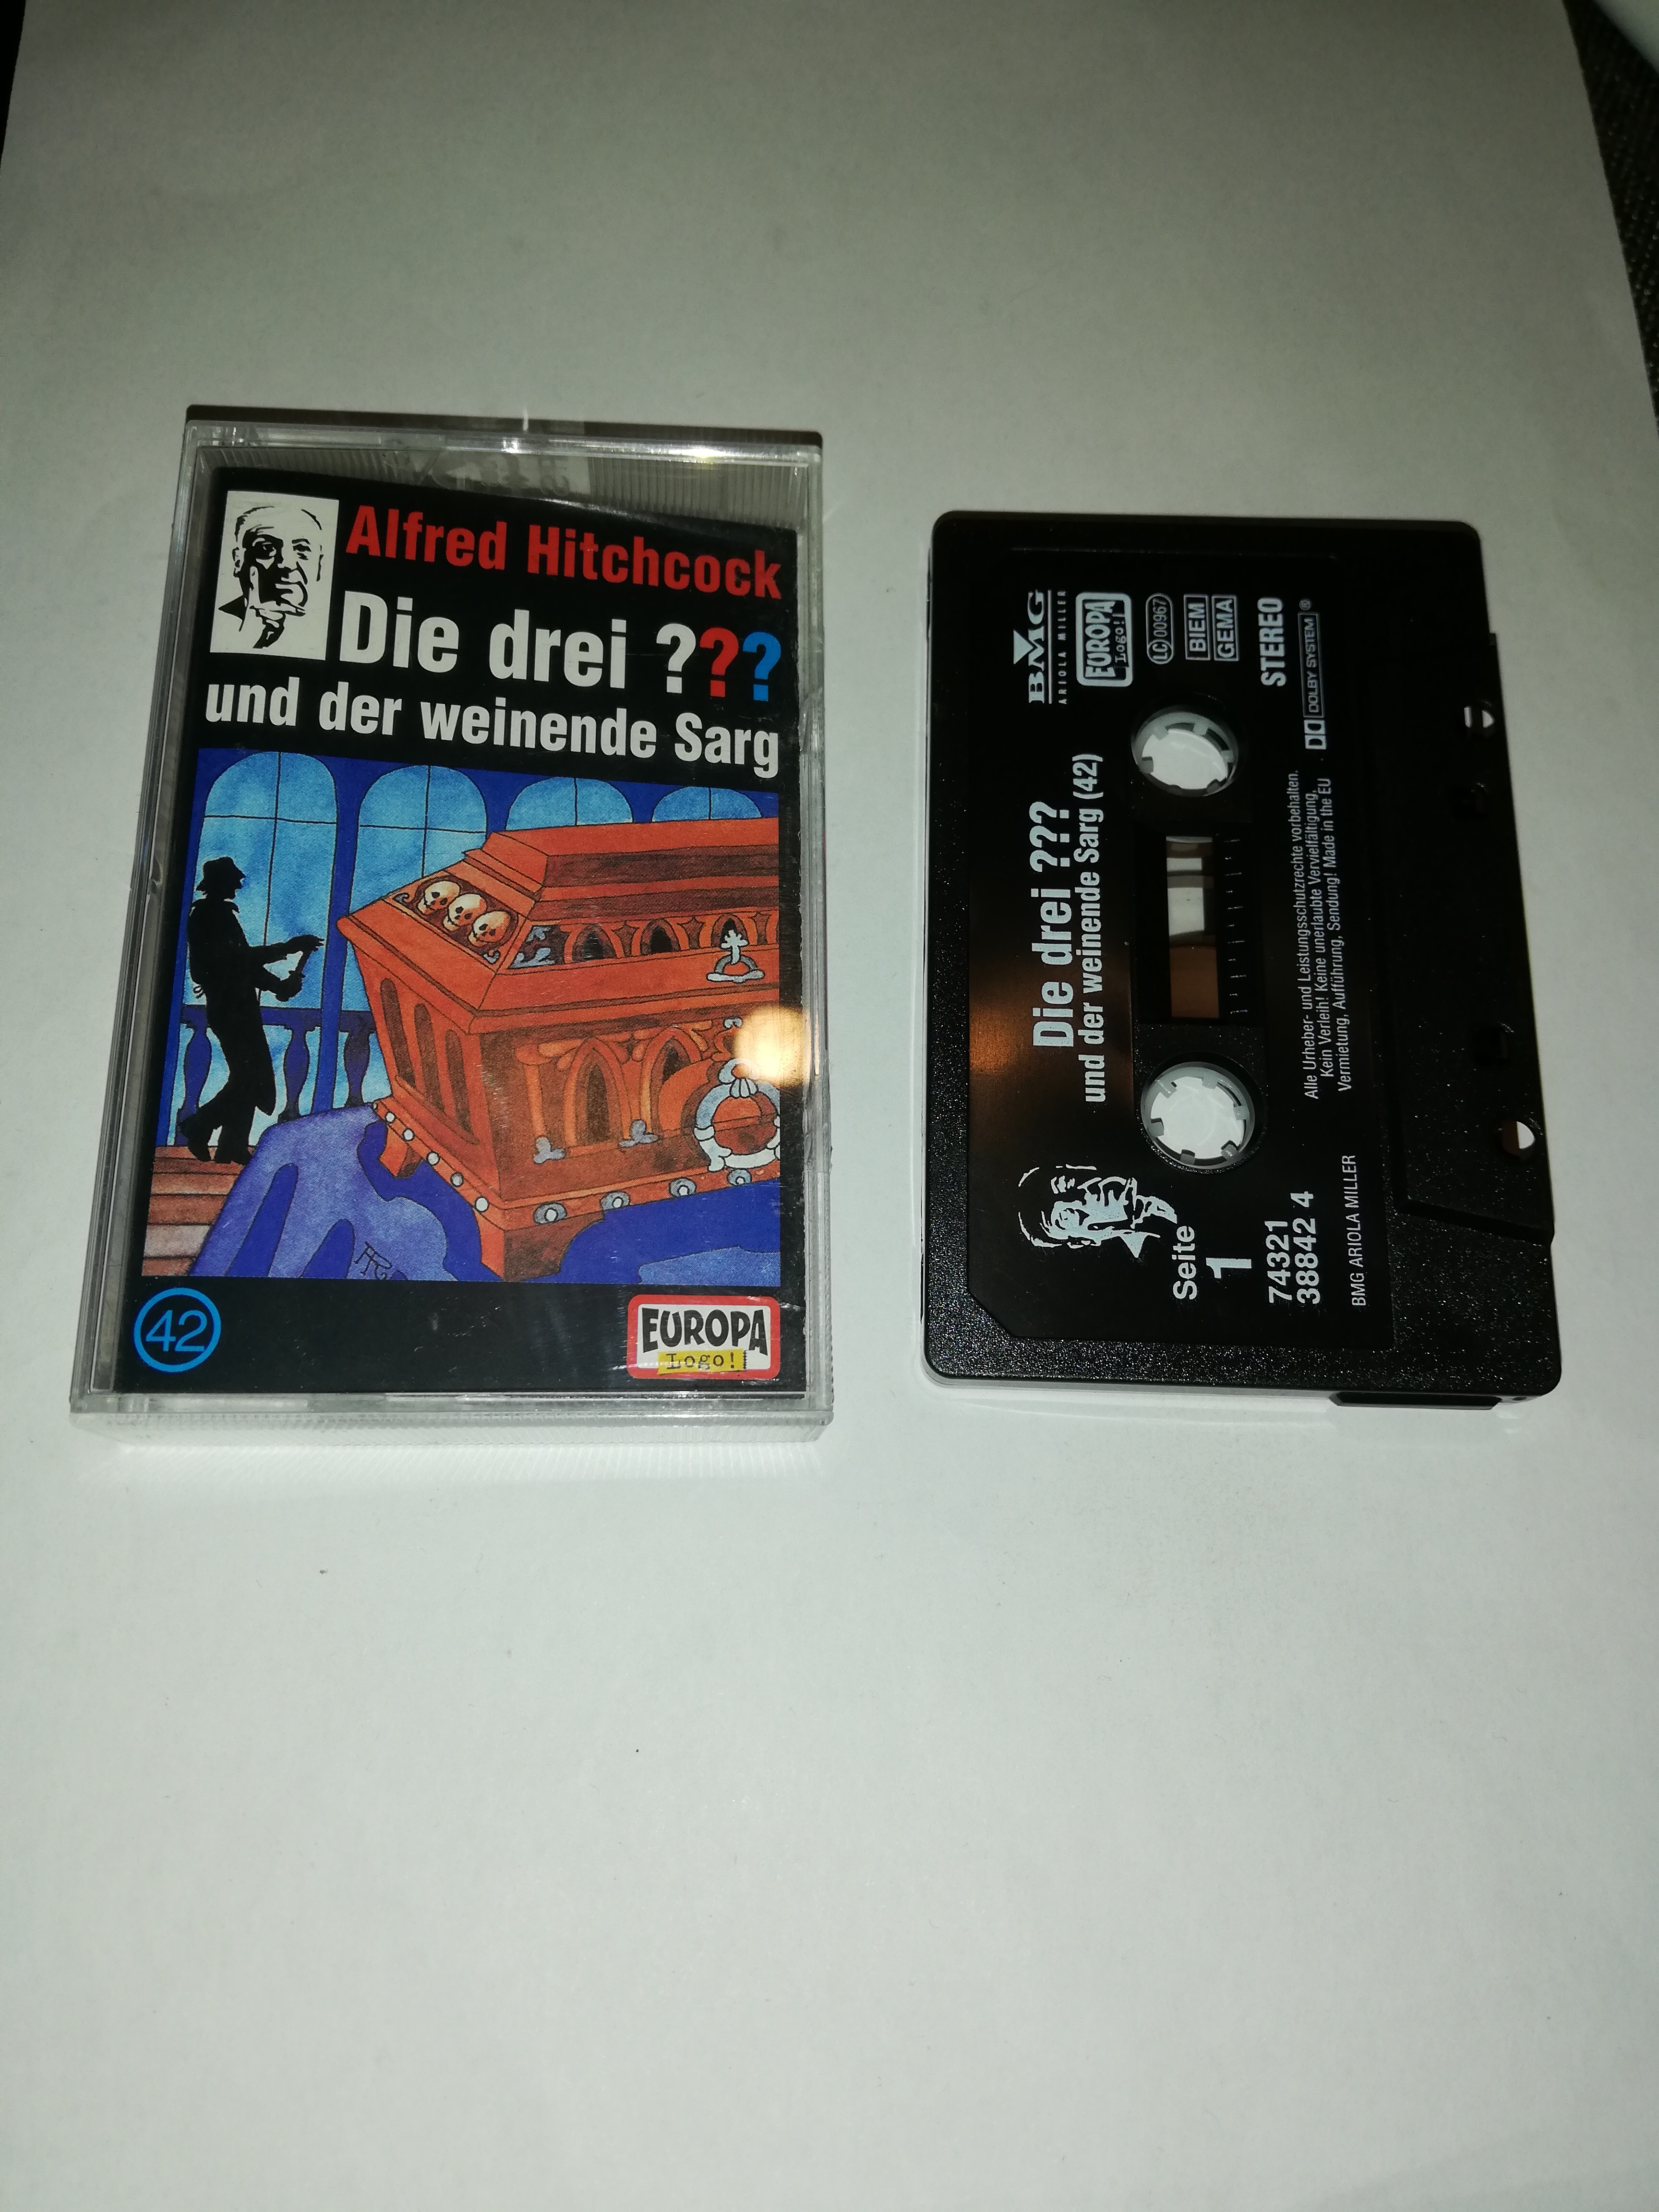 Alfred Hitchcock
Die drei ???
und der weinende Sarg
42
EUROPA
Logo!
BMG
ARIOLA MILLER
EUROPA
Logo!
LC 00967
BIEM
GEMA
STEREO
DOLBY SYSTEM®
Die drei ???
und der weinende Sarg (42)
Alle Urheber- und Leistungsschutzrechte vorbehalten.
Kein Verleih! Keine unerlaubte Vervielfältigung,
Vermietung, Aufführung, Sendung! Made in the EU
Seite
1
74321
38842 4
BMG ARIOLA MILLER